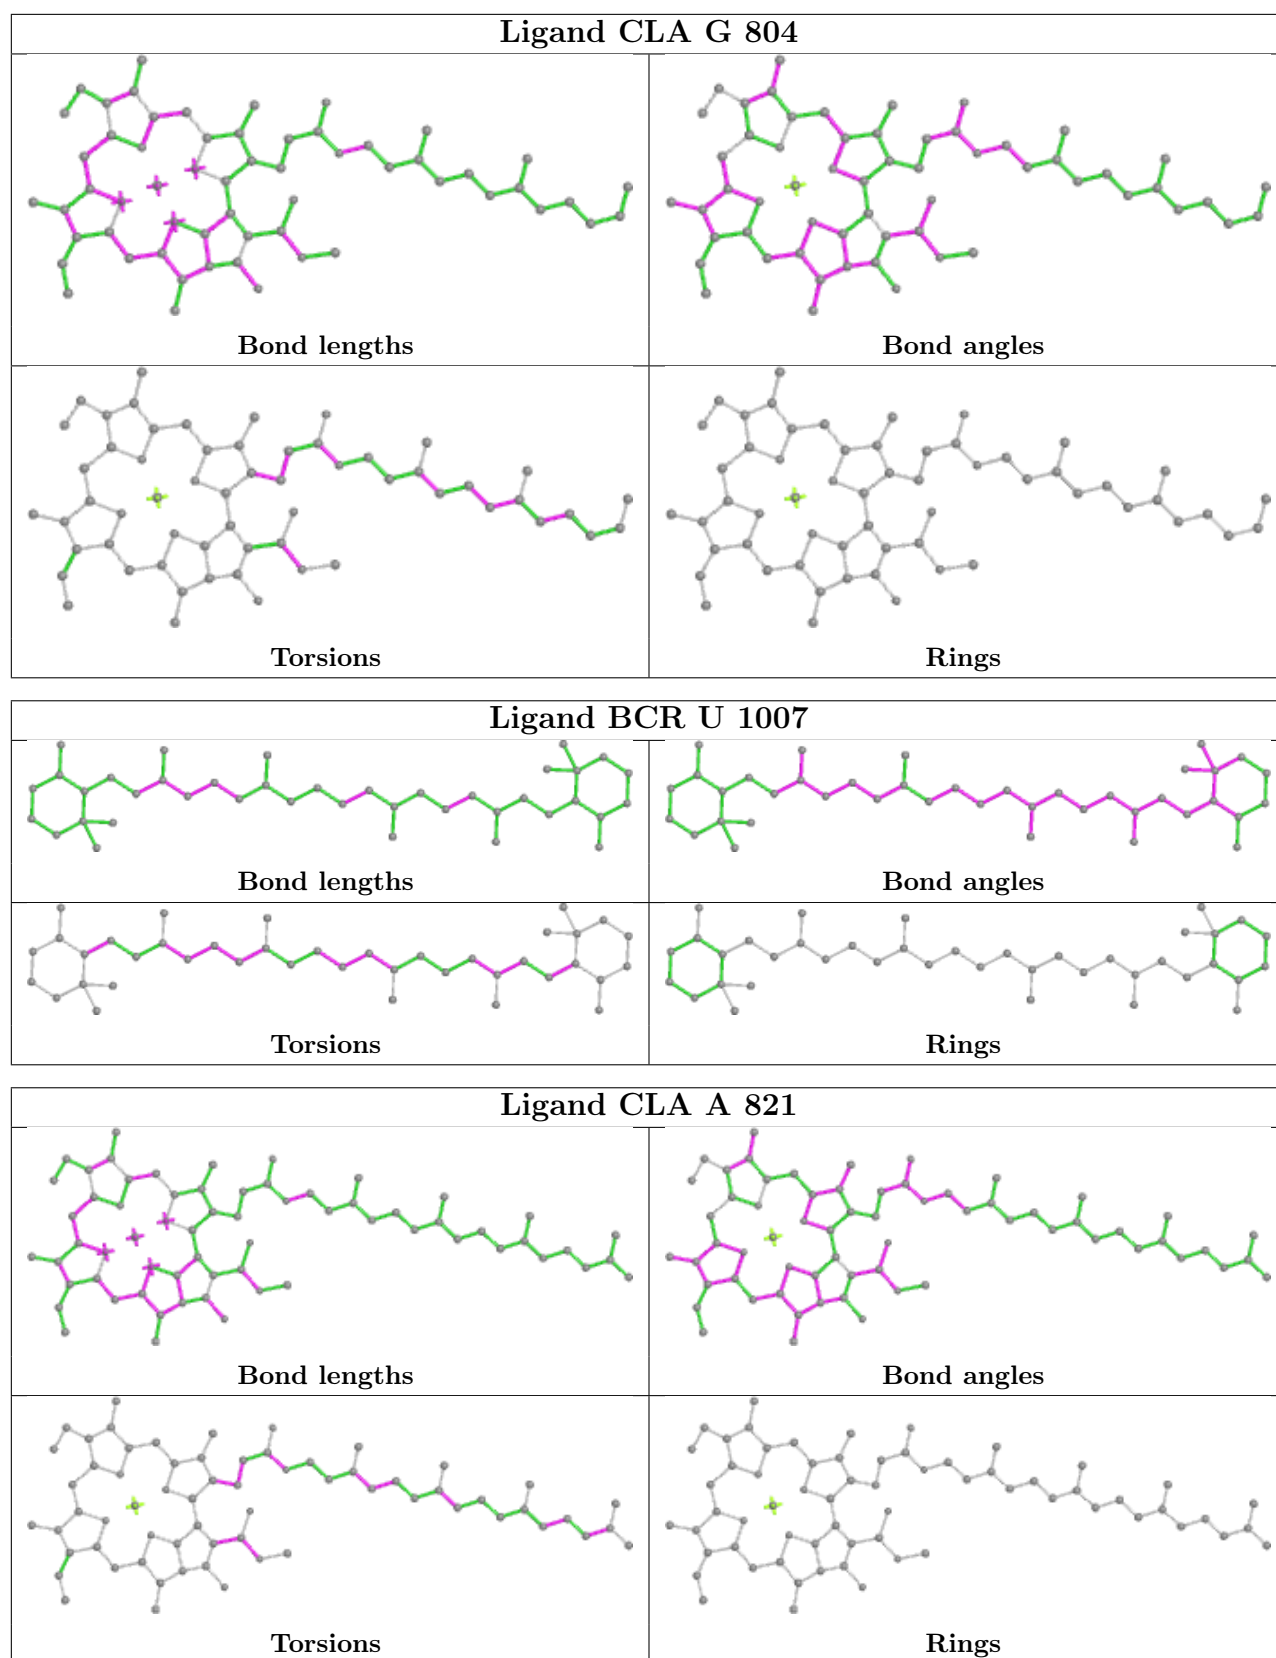 Ligand CLA G 804
Bond lengths
Bond angles
Torsions
Rings
Ligand BCR U 1007
Bond lengths
Bond angles
Torsions
Rings
Ligand CLA A 821
Bond lengths
Bond angles
Torsions
Rings